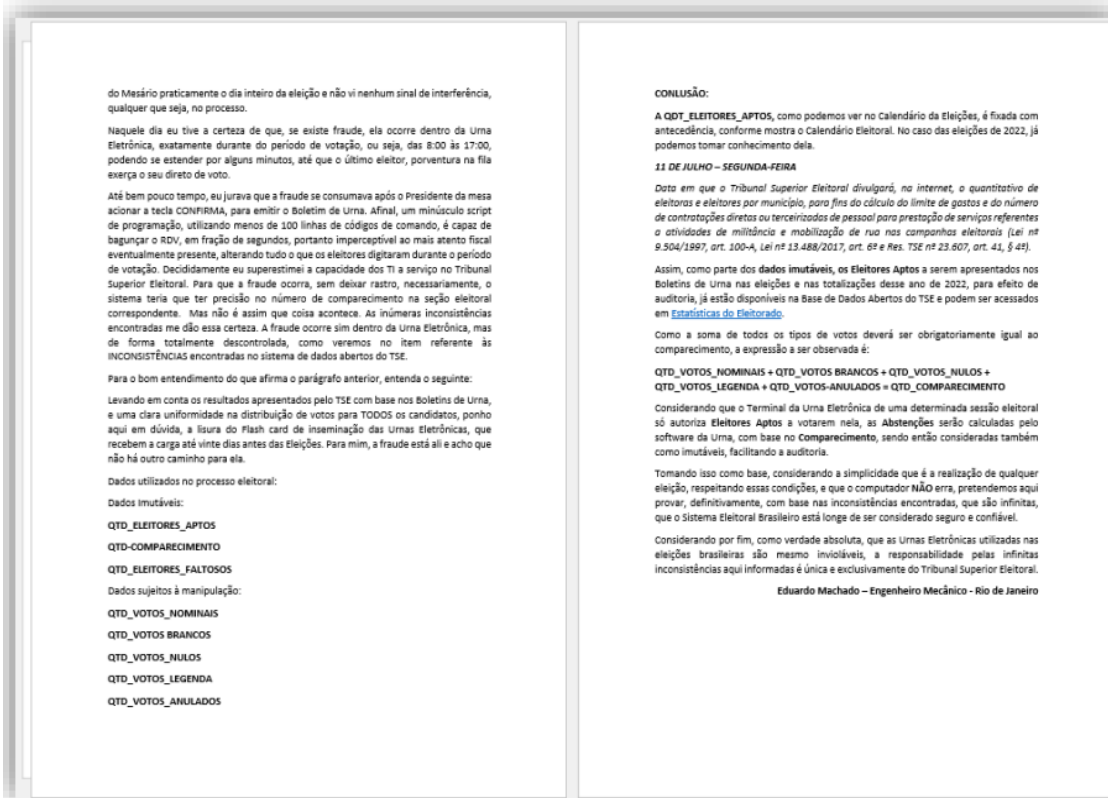 do Mesário praticamente o dia inteiro da eleição e não vi nenhum sinal de interferência,
qualquer que seja, no processo.
Naquele dia eu tive a certeza de que, se existe fraude, ela ocorre dentro da Urna
Eletrônica, exatamente durante do período de votação, ou seja, das 8:00 às 17:00,
podendo se estender por alguns minutos, até que o último eleitor, porventura na fila
exerça o seu direto de voto.
Até bem pouco tempo, eu jurava que a fraude se consumava após o Presidente da mesa
acionar a tecla CONFIRMA, para emitir o Boletim de Urna. Afinal, um minúsculo script
de programação, utilizando menos de 100 linhas de códigos de comando, é capaz de
bagunçar o RDV, em fração de segundos, portanto imperceptível ao mais atento fiscal
eventualmente presente, alterando tudo o que os eleitores digitaram durante o período
de votação. Decididamente eu superestimei a capacidade dos TI a serviço no Tribunal
Superior Eleitoral. Para que a fraude ocorra, sem deixar rastro, necessariamente, o
sistema teria que ter precisão no número de comparecimento na seção eleitoral
correspondente. Mas não é assim que coisa acontece. As inúmeras inconsistências
encontradas me dão essa certeza. A fraude ocorre sim dentro da Urna Eletrônica, mas
de forma totalmente descontrolada, como veremos no item referente às
INCONSISTÊNCIAS encontradas no sistema de dados abertos do TSE.
Para o bom entendimento do que afirma o parágrafo anterior, entenda o seguinte:
Levando em conta os resultados apresentados pelo TSE com base nos Boletins de Urna,
e uma clara uniformidade na distribuição de votos para TODOS os candidatos, ponho
aqui em dúvida, a lisura do Flash card de inseminação das Urnas Eletrônicas, que
recebem a carga até vinte dias antes das Eleições. Para mim, a fraude está ali e acho que
não há outro caminho para ela.
Dados utilizados no processo eleitoral:
Dados Imutáveis:
QTD_ELEITORES_APTOS
QTD-COMPARECIMENTO
QTD_ELEITORES_FALTOSOS
Dados sujeitos à manipulação:
QTD_VOTOS_NOMINAIS
QTD_VOTOS BRANCOS
QTD_VOTOS_NULOS
QTD_VOTOS_LEGENDA
QTD_VOTOS_ANULADOS
CONLUSÃO:
A QDT_ELEITORES_APTOS, como podemos ver no Calendário da Eleições, é fixada com
antecedência, conforme mostra o Calendário Eleitoral. No caso das eleições de 2022, já
podemos tomar conhecimento dela.
11 DE JULHO – SEGUNDA-FEIRA
Data em que o Tribunal Superior Eleitoral divulgará, na internet, o quantitativo de
eleitoras e eleitores por município, para fins do cálculo do limite de gastos e do número
de contratações diretas ou terceirizadas de pessoal para prestação de serviços referentes
a atividades de militância e mobilização de rua nas campanhas eleitorais (Lei nº
9.504/1997, art. 100-A, Lei nº 13.488/2017, art. 6º e Res. TSE nº 23.607, art. 41, § 4º).
Assim, como parte dos dados imutáveis, os Eleitores Aptos a serem apresentados nos
Boletins de Urna nas eleições e nas totalizações desse ano de 2022, para efeito de
auditoria, já estão disponíveis na Base de Dados Abertos do TSE e podem ser acessados
em Estatísticas do Eleitorado.
Como a soma de todos os tipos de votos deverá ser obrigatoriamente igual ao
comparecimento, a expressão a ser observada é:
QTD_VOTOS_NOMINAIS + QTD_VOTOS BRANCOS + QTD_VOTOS_NULOS +
QTD_VOTOS_LEGENDA + QTD_VOTOS-ANULADOS = QTD_COMPARECIMENTO
Considerando que o Terminal da Urna Eletrônica de uma determinada sessão eleitoral
só autoriza Eleitores Aptos a votarem nela, as Abstenções serão calculadas pelo
software da Urna, com base no Comparecimento, sendo então consideradas também
como imutáveis, facilitando a auditoria.
Tomando isso como base, considerando a simplicidade que é a realização de qualquer
eleição, respeitando essas condições, e que o computador NÃO erra, pretendemos aqui
provar, definitivamente, com base nas inconsistências encontradas, que são infinitas,
que o Sistema Eleitoral Brasileiro está longe de ser considerado seguro e confiável.
Considerando por fim, como verdade absoluta, que as Urnas Eletrônicas utilizadas nas
eleições brasileiras são mesmo invioláveis, a responsabilidade pelas infinitas
inconsistências aqui informadas é única e exclusivamente do Tribunal Superior Eleitoral.
Eduardo Machado – Engenheiro Mecânico - Rio de Janeiro